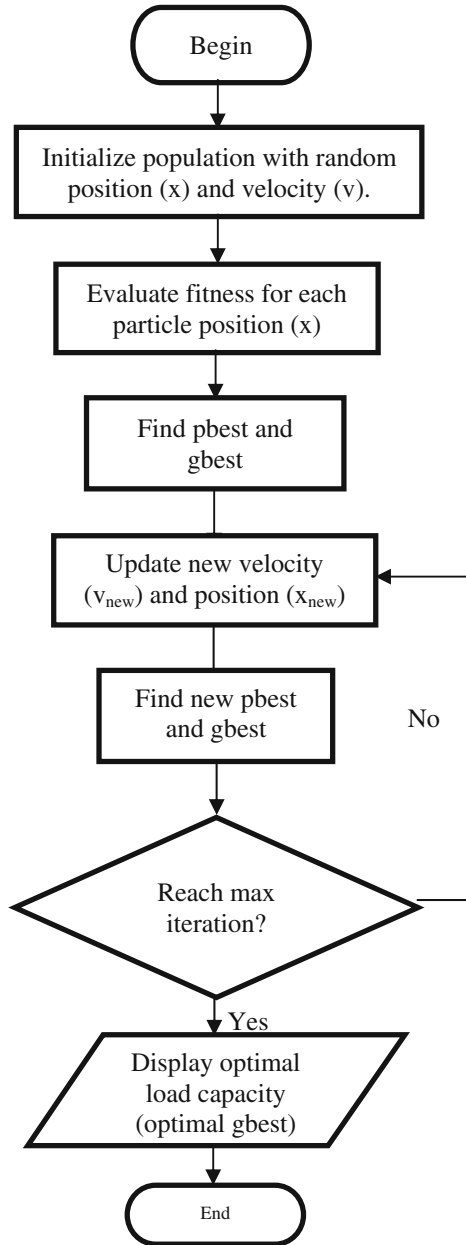 Begin
Initialize population with random
position (x) and velocity (v).
Evaluate fitness for each
particle position (x)
Find pbest and
gbest
Update new velocity
(vnew) and position (xnew)
Find new pbest
and gbest
No
Reach max
iteration?
Yes
Display optimal
load capacity
(optimal gbest)
End